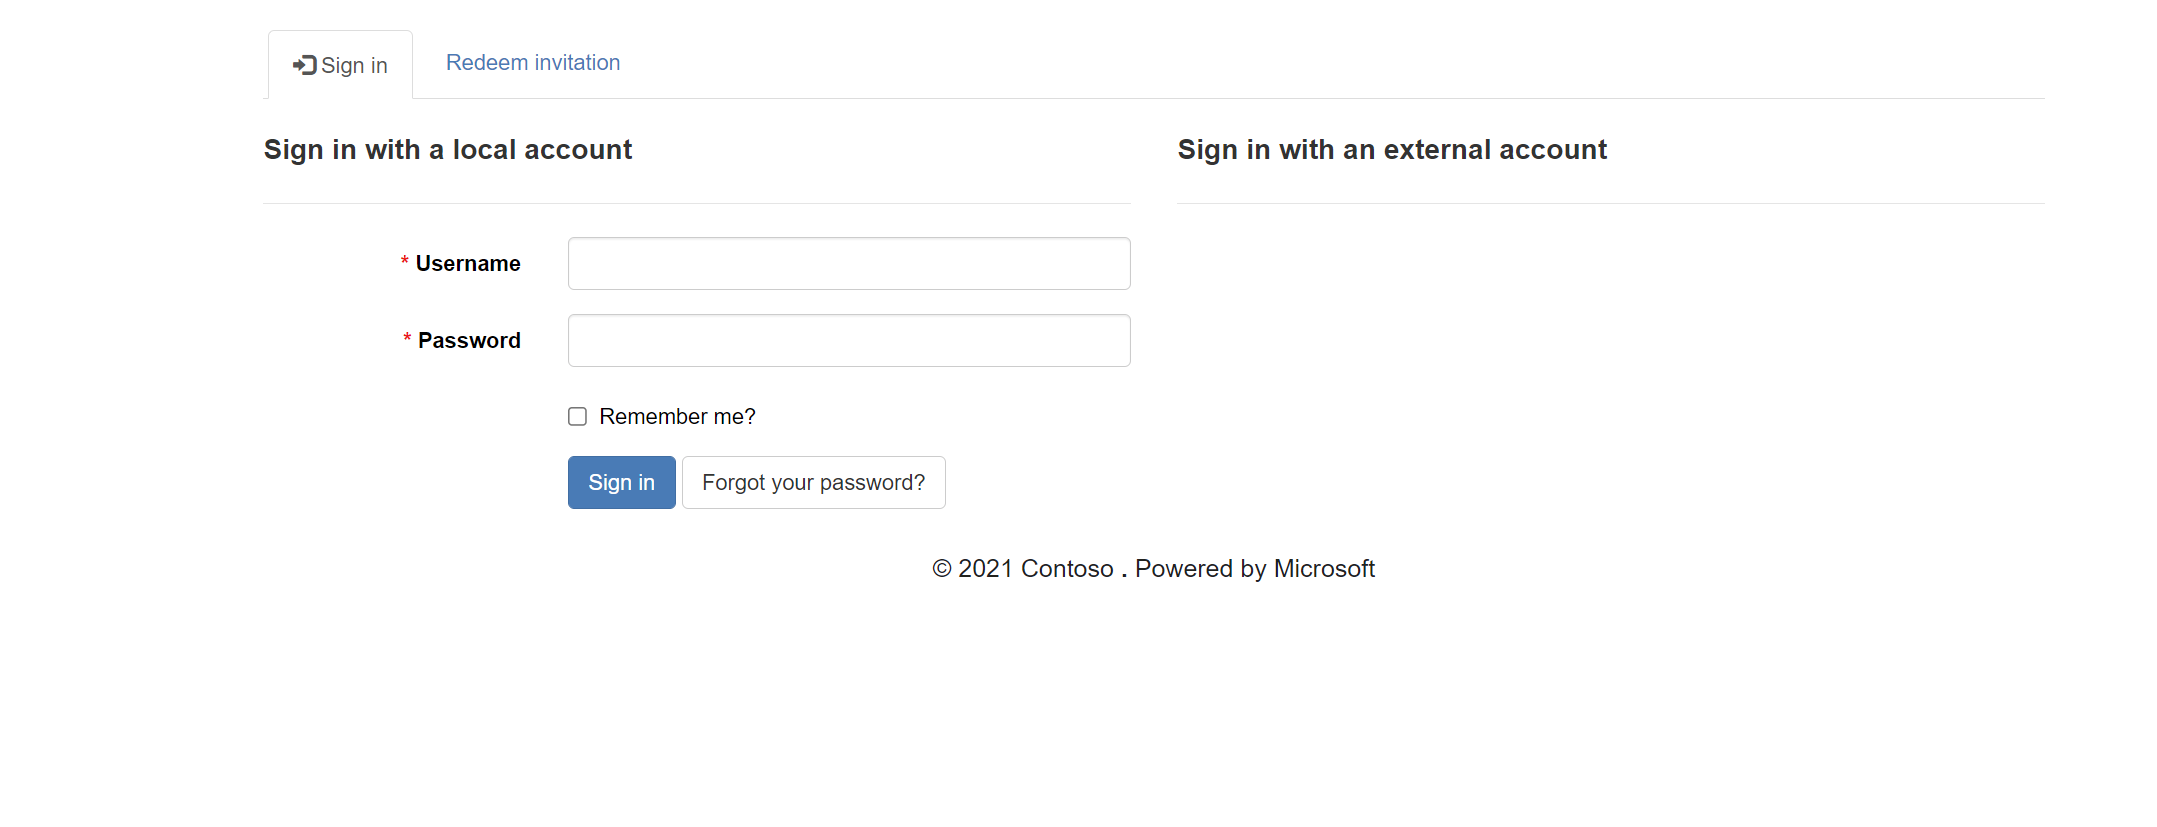 Sign in
Redeem invitation
Sign in with a local account
Sign in with an external account
* Username
* Password
Remember me?
Sign in
Forgot your password?
© 2021 Contoso . Powered by Microsoft